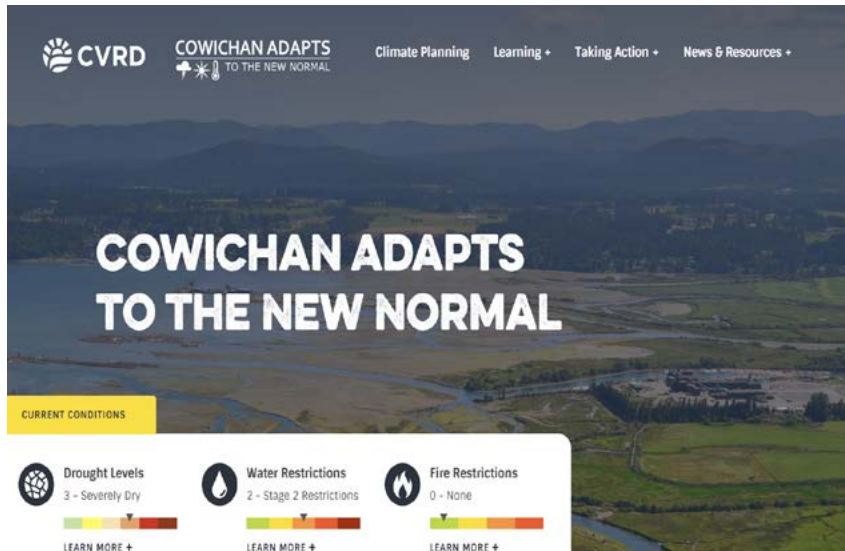 CVRD
COWICHAN ADAPTS
TO THE NEW NORMAL
Climate Planning
Learning +
Taking Action +
News & Resources +
COWICHAN ADAPTS
TO THE NEW NORMAL
CURRENT CONDITIONS
Drought Levels
3 - Severely Dry
LEARN MORE +
Water Restrictions
2 - Stage 2 Restrictions
LEARN MORE +
Fire Restrictions
0 - None
LEARN MORE +